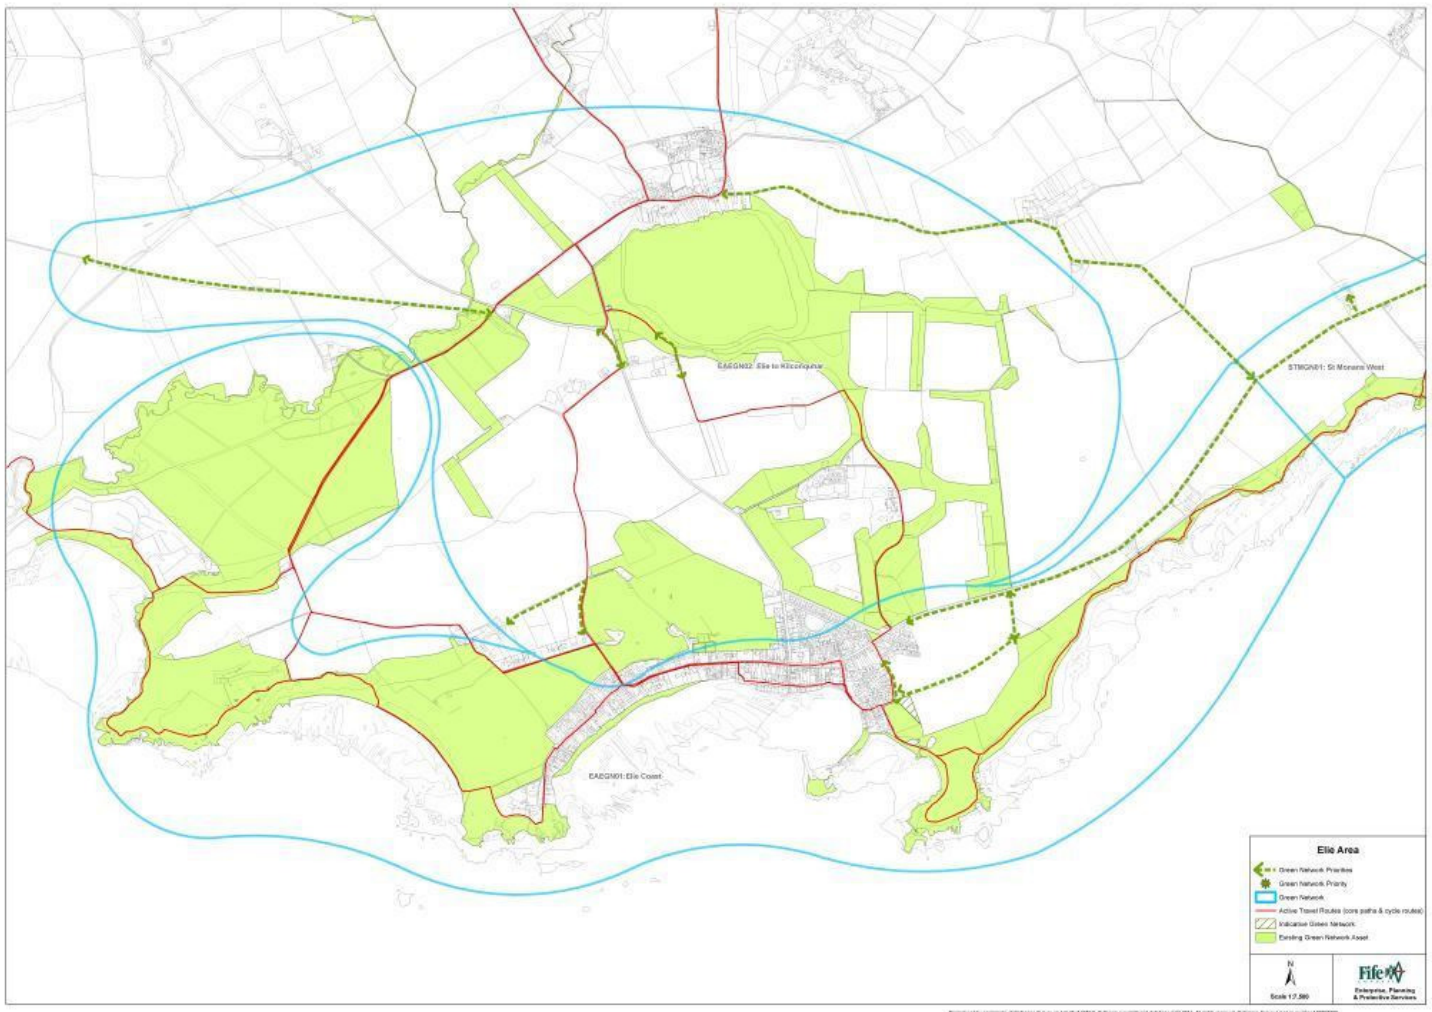 EAEGN02: Elie to Kilconquhar
STMGN01: St Monans West
EAEGN01: Elie Coast
Elie Area
Green Network Priorities
Green Network Priority
Green Network
Active Travel Routes (core paths & cycle routes)
Indicative Green Network
Existing Green Network Asset
N
Scale 1:7,500
Fife
COUNCIL
Enterprise, Planning
& Protective Services